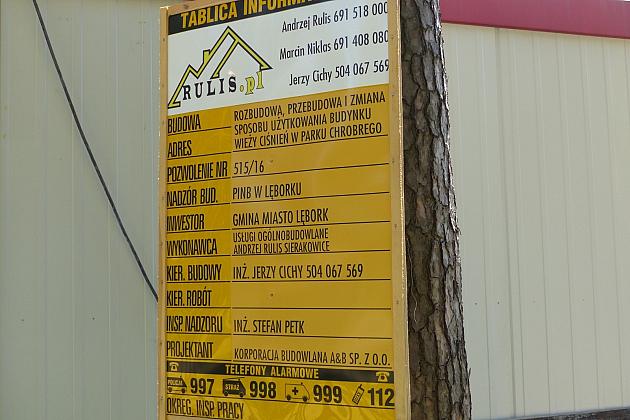 TABLICA INFORMA
Andrzej Rulis 691 518 000
Marcin Niklas 691 408 080
Jerzy Cichy 504 067 569
RULIS.pl
BUDOWA ROZBUDOWA, PRZEBUDOWA I ZMIANA
SPOSOBU UŻYTKOWANIA BUDYNKU
ADRES WIEŻY CIŚNIEŃ W PARKU CHROBREGO
POZWOLENIE NR 515/16
NADZÓR BUD. PINB W LĘBORKU
INWESTOR GMINA MIASTO LĘBORK
WYKONAWCA USŁUGI OGÓLNOBUDOWLANE
ANDRZEJ RULIS SIERAKOWICE
KIER. BUDOWY INŻ. JERZY CICHY 504 067 569
KIER. ROBÓT
INSP. NADZORU INŻ. STEFAN PETK
PROJEKTANT KORPORACJA BUDOWLANA A&B SP. Z O.O.
TELEFONY ALARMOWE
POLICJA 997 STRAŻ 998 999 112
OKRĘG. INSP. PRACY